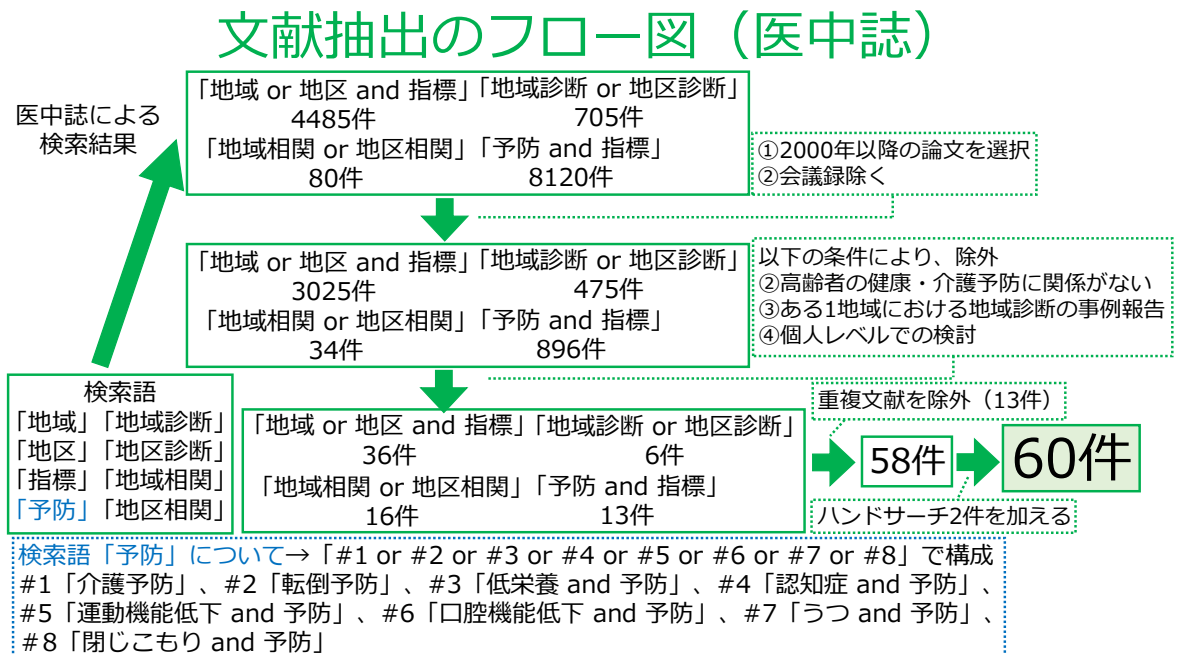 文献抽出のフロー図（医中誌）
医中誌による
検索結果
「地域 or 地区 and 指標」「地域診断 or 地区診断」
4485件 705件
「地域相関 or 地区相関」「予防 and 指標」
80件 8120件
①2000年以降の論文を選択
②会議録除く
「地域 or 地区 and 指標」「地域診断 or 地区診断」
3025件 475件
「地域相関 or 地区相関」「予防 and 指標」
34件 896件
以下の条件により、除外
②高齢者の健康・介護予防に関係がない
③ある1地域における地域診断の事例報告
④個人レベルでの検討
検索語
「地域」「地域診断」
「地区」「地区診断」
「指標」「地域相関」
「予防」「地区相関」
「地域 or 地区 and 指標」「地域診断 or 地区診断」
36件 6件
「地域相関 or 地区相関」「予防 and 指標」
16件 13件
重複文献を除外（13件）
58件
60件
ハンドサーチ2件を加える
検索語「予防」について→「#1 or #2 or #3 or #4 or #5 or #6 or #7 or #8」で構成
#1「介護予防」、#2「転倒予防」、#3「低栄養 and 予防」、#4「認知症 and 予防」、
#5「運動機能低下 and 予防」、#6「口腔機能低下 and 予防」、#7「うつ and 予防」、
#8「閉じこもり and 予防」